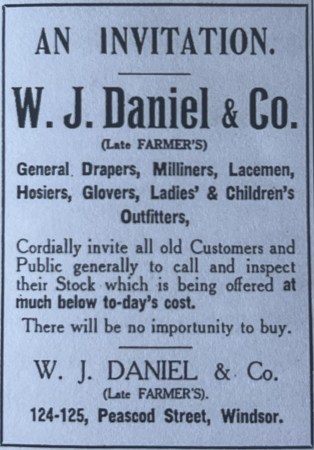 AN INVITATION.
W. J. Daniel & Co.
(Late FARMER'S)
General Drapers, Milliners, Lacemen,
Hosiers, Glovers, Ladies' & Children's
Outfitters,
Cordially invite all old Customers and
Public generally to call and inspect
their Stock which is being offered at
much below to-day's cost.
There will be no importunity to buy.
W. J. DANIEL & Co.
(Late FARMER'S).
124-125, Peascod Street, Windsor.